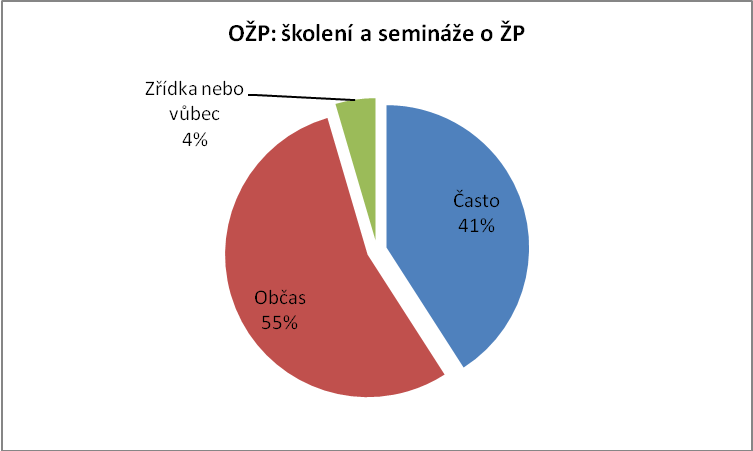 OŽP: školení a semináže o ŽP
Zřídka nebo
vůbec
4%
Často
41%
Občas
55%